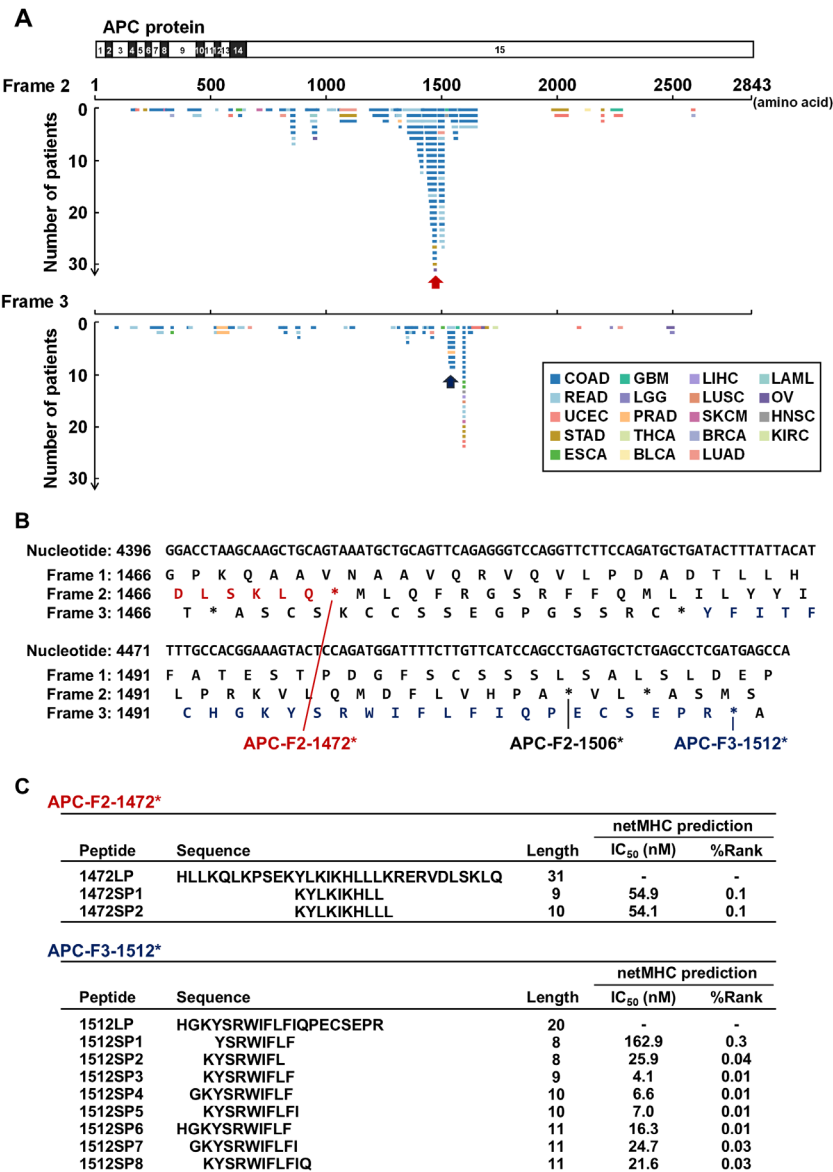 A
APC protein
1 2 3 4 5 6 7 8 9 10 11 12 13 14 15
Frame 2
1 500 1000 1500 2000 2500 2843
(amino acid)
0
10
20
30
Number of patients
Frame 3
0
10
20
30
Number of patients
COAD GBM LIHC LAML
READ LGG LUSC OV
UCEC PRAD SKCM HNSC
STAD THCA BRCA KIRC
ESCA BLCA LUAD
B
Nucleotide: 4396 GGACCTAAGCAAGCTGCAGTAAATGCTGCAGTTCAGAGGGTCCAGGTTCTTCCAGATGCTGATACTTTATTACAT
Frame 1: 1466 G P K Q A A V N A A V Q R V Q V L P D A D T L L H
Frame 2: 1466 D L S K L Q * M L Q F R G S R F F Q M L I L Y Y I
Frame 3: 1466 T * A S C S K C C S S E G P G S S R C * Y F I T F
Nucleotide: 4471 TTTGCCACGGAAAGTACTCCAGATGGATTTTCTTGTTCATCCAGCCTGAGTGCTCTGAGCCTCGATGAGCCA
Frame 1: 1491 F A T E S T P D G F S C S S S L S A L S L D E P
Frame 2: 1491 L P R K V L Q M D F L V H P A * V L * A S M S
Frame 3: 1491 C H G K Y S R W I F L F I Q P E C S E P R * A
APC-F2-1472* APC-F2-1506* APC-F3-1512*
C
APC-F2-1472*
netMHC prediction
Peptide Sequence Length IC50 (nM) %Rank
1472LP HLLKQLKPSEKYLKIKHLLLKRERVDLSKLQ 31 - -
1472SP1 KYLKIKHLL 9 54.9 0.1
1472SP2 KYLKIKHLLL 10 54.1 0.1
APC-F3-1512*
netMHC prediction
Peptide Sequence Length IC50 (nM) %Rank
1512LP HGKYSRWIFLFIQPECSEPR 20 - -
1512SP1 YSRWIFLF 8 162.9 0.3
1512SP2 KYSRWIFL 8 25.9 0.04
1512SP3 KYSRWIFLF 9 4.1 0.01
1512SP4 GKYSRWIFLF 10 6.6 0.01
1512SP5 KYSRWIFLFI 10 7.0 0.01
1512SP6 HGKYSRWIFLF 11 16.3 0.01
1512SP7 GKYSRWIFLFI 11 24.7 0.03
1512SP8 KYSRWIFLFIQ 11 21.6 0.03